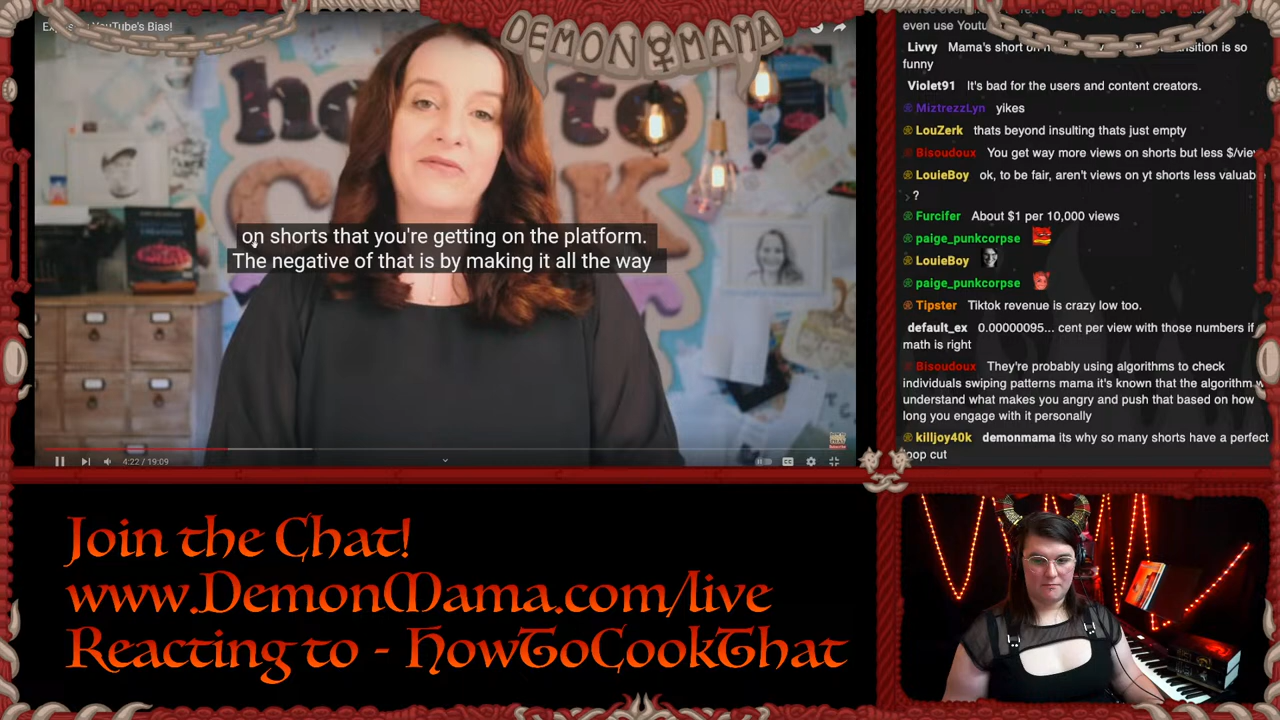 YouTube's Bias!
DEMON MAMA
how to
COOK
on shorts that you're getting on the platform.
The negative of that is by making it all the way
4:22 / 19:09
even use
Livvy Mama's short on is so
funny
Violet91 It's bad for the users and content creators.
MiztrezzLyn yikes
LouZerk thats beyond insulting thats just empty
Bisoudoux You get way more views on shorts but less
LouieBoy ok, to be fair, aren't views on yt shorts less
?
Furcifer About $1 per 10,000 views
paige_punkcorpse
LouieBoy
paige_punkcorpse
Tipster Tiktok revenue is crazy low too.
default_ex 0.00000095... cent per view with those numbers if
math is right
Bisoudoux They're probably using algorithms to check
individuals swiping patterns mama it's known that the algorithm
understand what makes you angry and push that based on how
long you engage with it personally
killjoy40k demonmama its why so many shorts have a perfect
cut
Join the Chat!
www.DemonMama.com/live
Reacting to - HowToCookThat